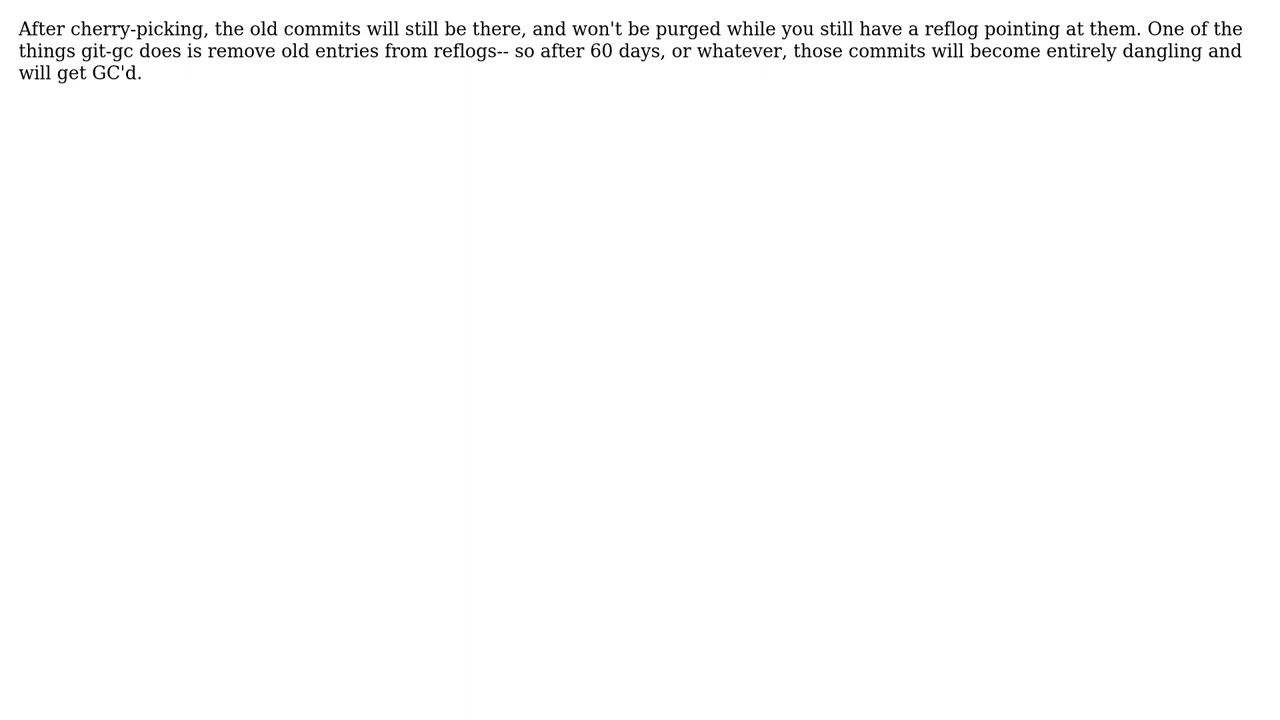 After cherry-picking, the old commits will still be there, and won't be purged while you still have a reflog pointing at them. One of the
things git-gc does is remove old entries from reflogs-- so after 60 days, or whatever, those commits will become entirely dangling and
will get GC'd.